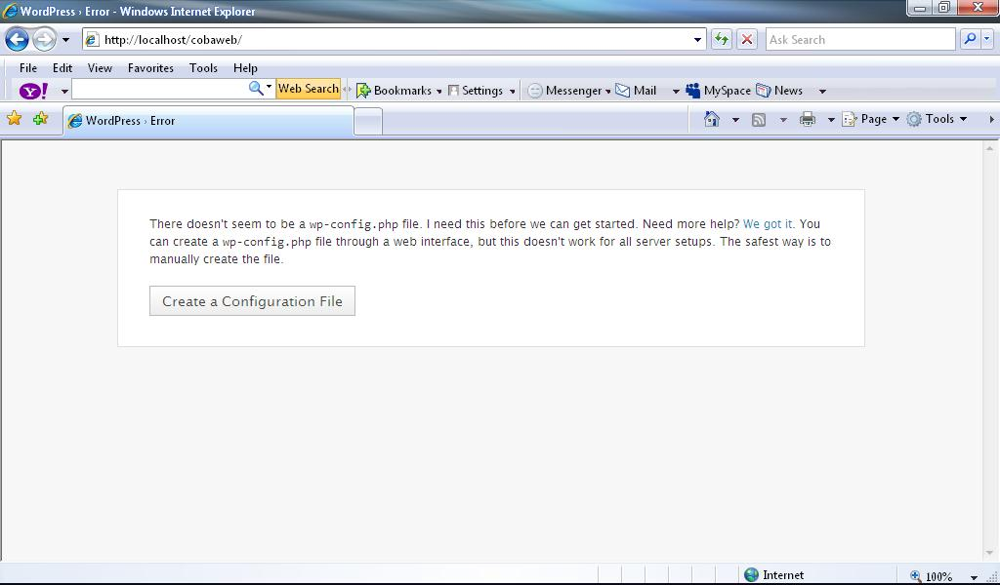 WordPress › Error - Windows Internet Explorer
http://localhost/cobaweb/
Ask Search
File Edit View Favorites Tools Help
Y! Web Search Bookmarks Settings Messenger Mail MySpace News
WordPress › Error
Page Tools
There doesn't seem to be a wp-config.php file. I need this before we can get started. Need more help? We got it. You
can create a wp-config.php file through a web interface, but this doesn't work for all server setups. The safest way is to
manually create the file.
Create a Configuration File
Internet
100%